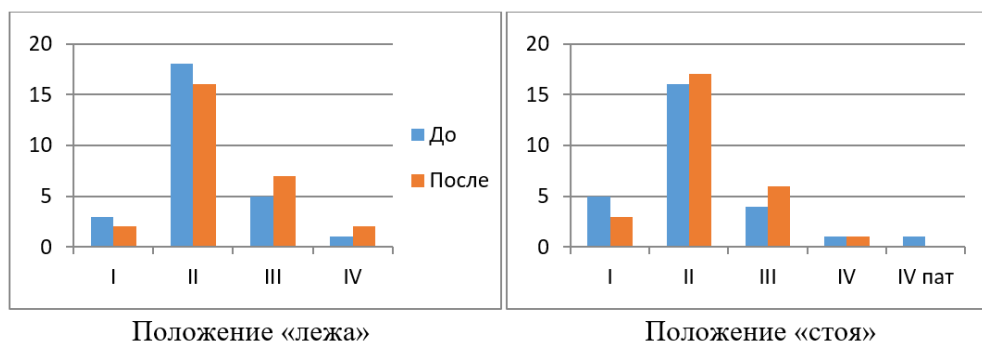 20
15
10
5
0
I
II
III
IV
До
После
Положение «лежа»
20
15
10
5
0
I
II
III
IV
IV пат
Положение «стоя»